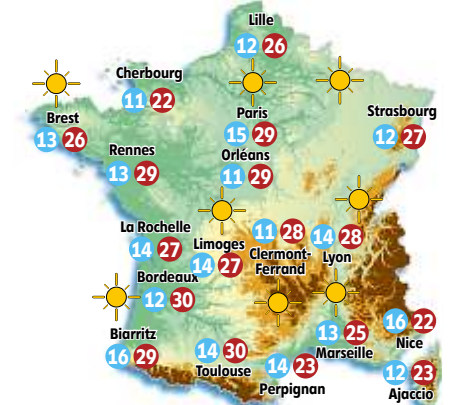 Lille
12 26
Cherbourg
11 22
Brest
13 26
Paris
15 29
Strasbourg
12 27
Rennes
13 29
Orléans
11 29
La Rochelle
14 27
Limoges
14 27
11 28
Clermont-
Ferrand
14 28
Lyon
Bordeaux
12 30
Biarritz
16 29
14 30
Toulouse
14 23
Perpignan
13 25
Marseille
16 22
Nice
12 23
Ajaccio